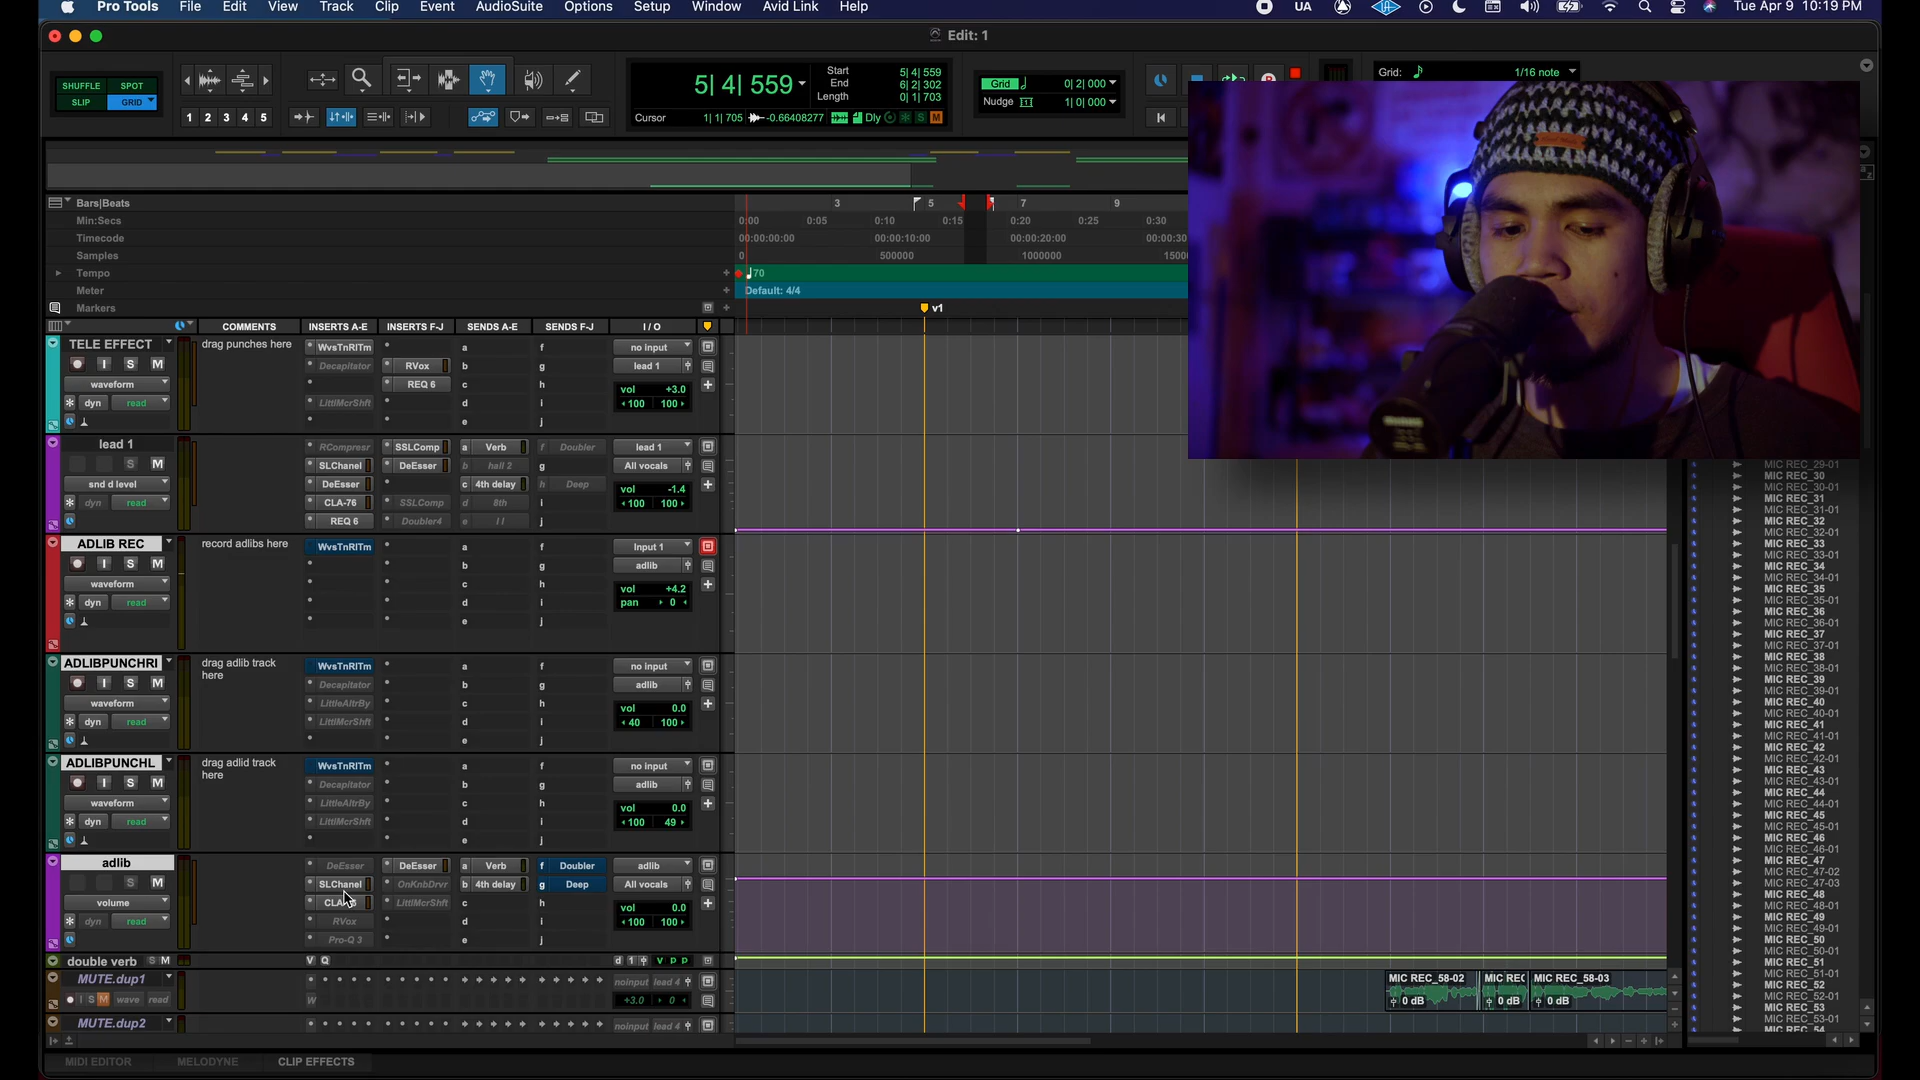 Pro Tools File Edit View Track Clip Event AudioSuite Options Setup Window Avid Link Help UA Tue Apr 9 10:19 PM
Edit: 1
SHUFFLE SPOT
SLIP GRID
1 2 3 4 5
5| 4| 559
Start 5| 4| 559
End 6| 2| 302
Length 0| 1| 703
Cursor 1| 1| 705 -0.66408277 Dly S M
Grid 0| 2| 000
Nudge 1| 0| 000
Grid: 1/16 note
Bars|Beats 3 5 7 9
Min:Secs 0:00 0:05 0:10 0:15 0:20 0:25 0:30
Timecode 00:00:00:00 00:00:10:00 00:00:20:00 00:00:30
Samples 0 500000 1000000 15000
Tempo 70
Meter Default: 4/4
Markers v1
COMMENTS INSERTS A-E INSERTS F-J SENDS A-E SENDS F-J I / O
TELE EFFECT drag punches here WvsTnRlTm a f no input
I S M Decapitator RVox b g lead 1
waveform REQ 6 c h vol +3.0
dyn read LittlMcrShft d i 100 100
e j
lead 1 RCompresr SSLComp a Verb f Doubler lead 1
S M SLChanel DeEsser b hall 2 g All vocals
snd d level DeEsser c 4th delay h Deep vol -1.4
dyn read CLA-76 SSLComp d 8th i 100 100
REQ 6 Doubler4 e I I j
ADLIB REC record adlibs here WvsTnRlTm a f Input 1
I S M b g adlib
waveform c h vol +4.2
dyn read d i pan 0
e j
ADLIBPUNCHRI drag adlib track here WvsTnRlTm a f no input
I S M Decapitator b g adlib
waveform LittleAltrBy c h vol 0.0
dyn read LittlMcrShft d i 40 100
e j
ADLIBPUNCHL drag adlid track here WvsTnRlTm a f no input
I S M Decapitator b g adlib
waveform LittleAltrBy c h vol 0.0
dyn read LittlMcrShft d i 100 49
e j
adlib DeEsser DeEsser a Verb f Doubler adlib
S M SLChanel OnKnbDrvr b 4th delay g Deep All vocals
volume LittlMcrShft c h vol 0.0
dyn read RVox d i 100 100
Pro-Q 3 e j
double verb S M V Q d 1 V P P
MUTE.dup1 noinput lead 4 MIC REC_58-02 MIC REC MIC REC_58-03
I S M wave read W +3.0 0 0 dB 0 dB 0 dB
MUTE.dup2 noinput lead 4
MIC REC_29-01
MIC REC_30
MIC REC_30-01
MIC REC_31
MIC REC_31-01
MIC REC_32
MIC REC_32-01
MIC REC_33
MIC REC_33-01
MIC REC_34
MIC REC_34-01
MIC REC_35
MIC REC_35-01
MIC REC_36
MIC REC_36-01
MIC REC_37
MIC REC_37-01
MIC REC_38
MIC REC_38-01
MIC REC_39
MIC REC_39-01
MIC REC_40
MIC REC_40-01
MIC REC_41
MIC REC_41-01
MIC REC_42
MIC REC_42-01
MIC REC_43
MIC REC_43-01
MIC REC_44
MIC REC_44-01
MIC REC_45
MIC REC_45-01
MIC REC_46
MIC REC_46-01
MIC REC_47
MIC REC_47-02
MIC REC_47-03
MIC REC_48
MIC REC_48-01
MIC REC_49
MIC REC_49-01
MIC REC_50
MIC REC_50-01
MIC REC_51
MIC REC_51-01
MIC REC_52
MIC REC_52-01
MIC REC_53
MIC REC_53-01
MIC REC_54
MIDI EDITOR MELODYNE CLIP EFFECTS